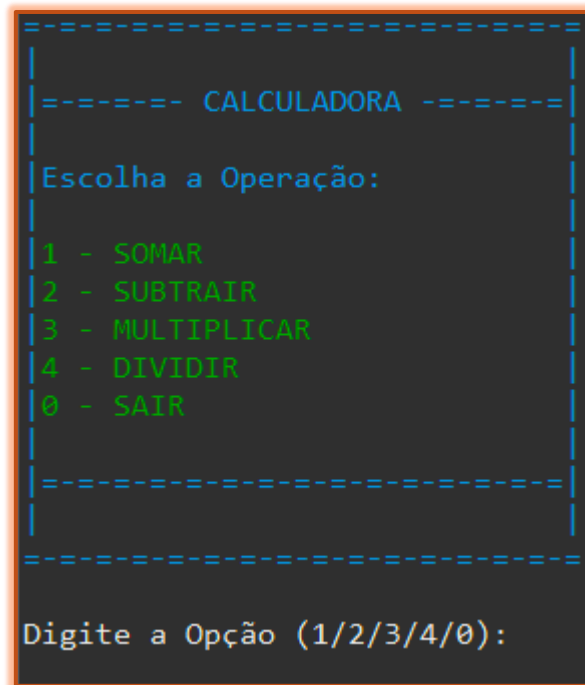 =-=-=-=-=-=-=-=-=-=-=-=-=-=-=-=
|                             |
|=-=-=-=- CALCULADORA -=-=-=-=|
|                             |
|Escolha a Operação:          |
|                             |
|1 - SOMAR                    |
|2 - SUBTRAIR                 |
|3 - MULTIPLICAR              |
|4 - DIVIDIR                  |
|0 - SAIR                     |
|                             |
|=-=-=-=-=-=-=-=-=-=-=-=-=-=-=|
|                             |
=-=-=-=-=-=-=-=-=-=-=-=-=-=-=-=
Digite a Opção (1/2/3/4/0):